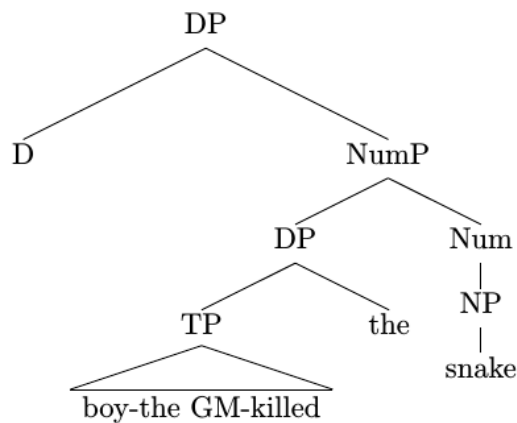 DP
D NumP
DP Num
TP the NP
boy-the GM-killed snake